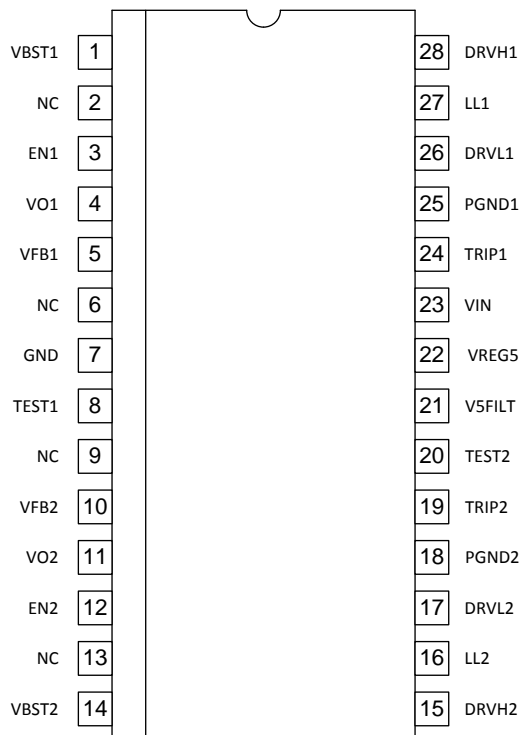 VBST1 1 28 DRVH1
NC 2 27 LL1
EN1 3 26 DRVL1
VO1 4 25 PGND1
VFB1 5 24 TRIP1
NC 6 23 VIN
GND 7 22 VREG5
TEST1 8 21 V5FILT
NC 9 20 TEST2
VFB2 10 19 TRIP2
VO2 11 18 PGND2
EN2 12 17 DRVL2
NC 13 16 LL2
VBST2 14 15 DRVH2